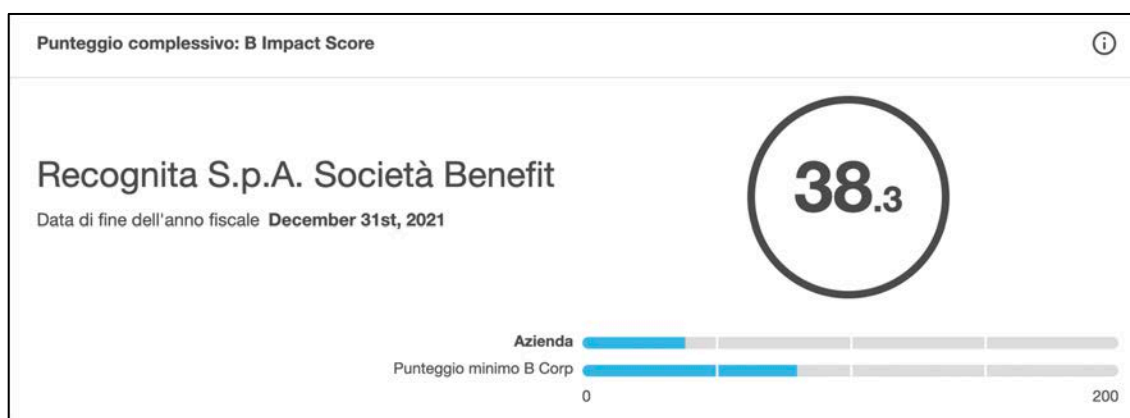 Punteggio complessivo: B Impact Score
Recognita S.p.A. Società Benefit
Data di fine dell'anno fiscale December 31st, 2021
38.3
Azienda
Punteggio minimo B Corp
0 200